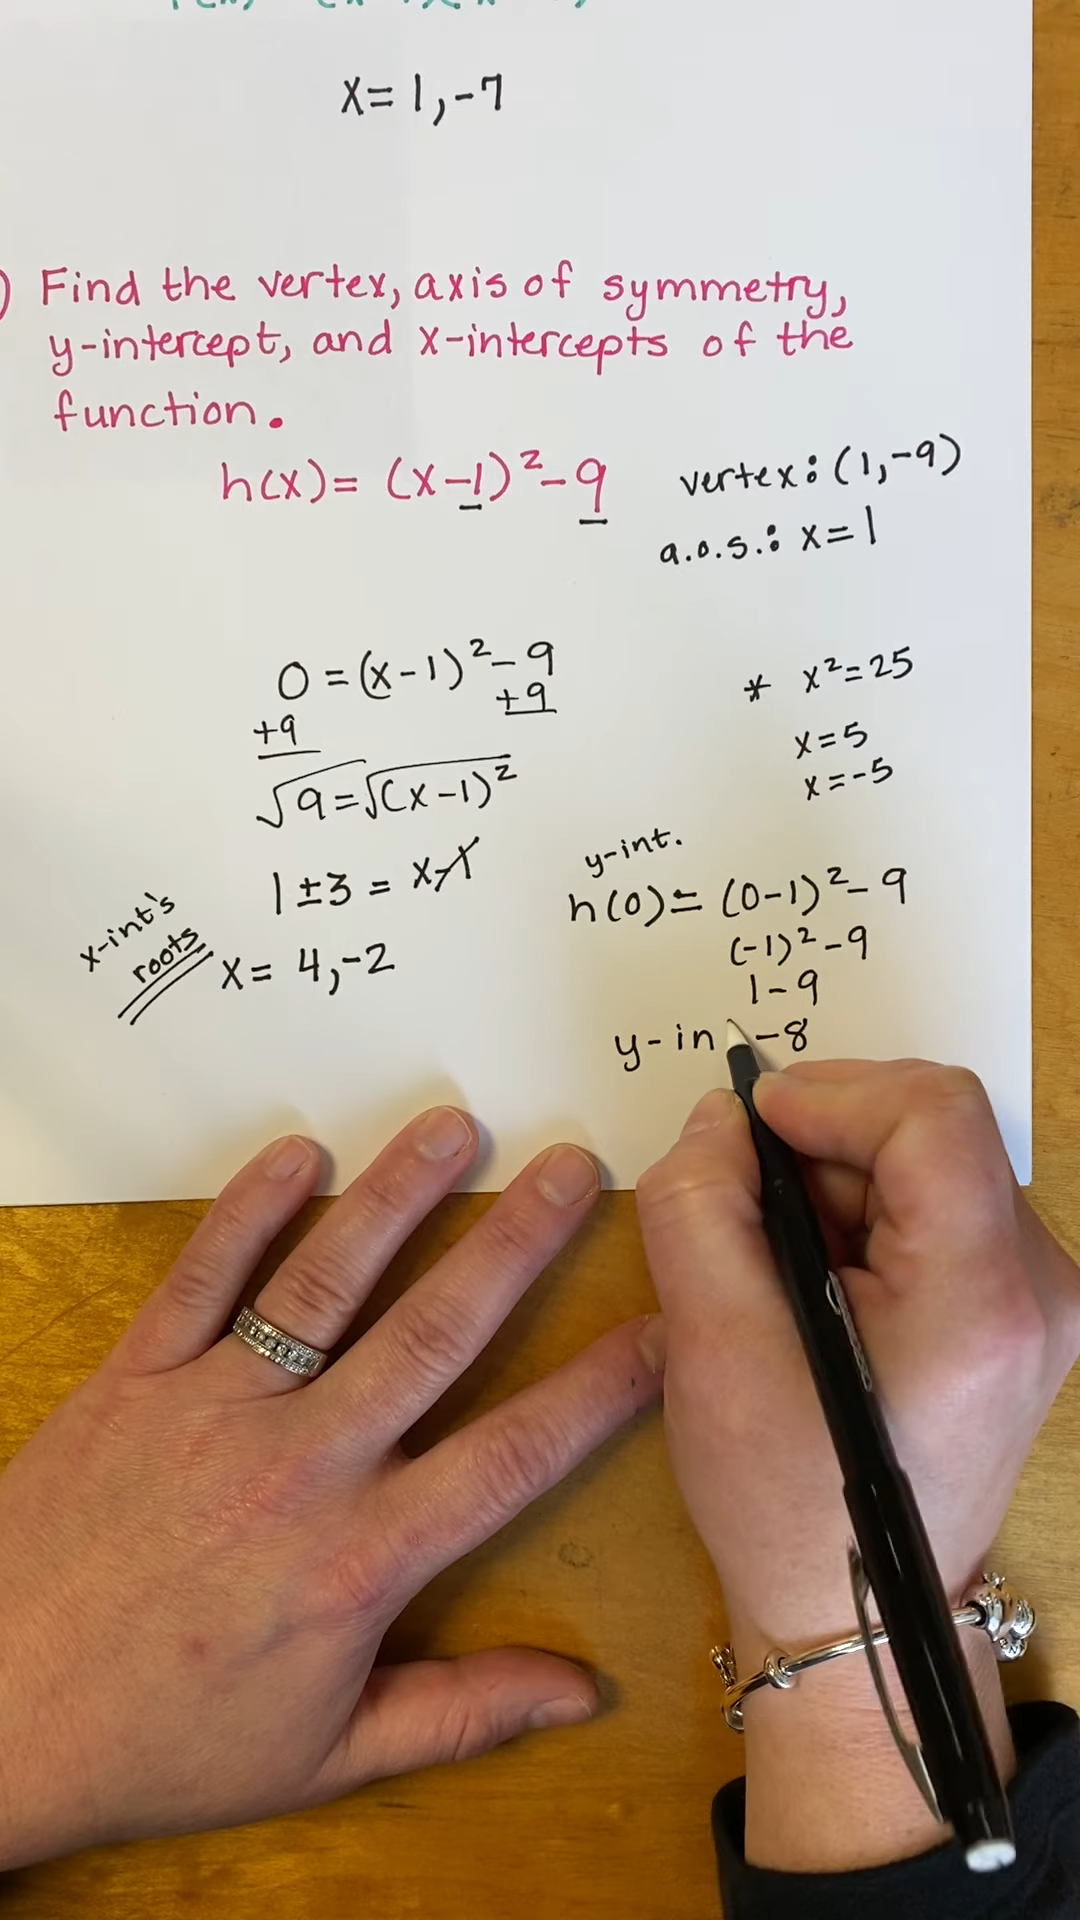 x=1,-7
) Find the vertex, axis of symmetry,
y-intercept, and x-intercepts of the
function.
h(x)= (x-1)²-9
vertex: (1,-9)
a.o.s.: x=1
0=(x-1)²-9
+9 +9
√9=√(x-1)²
1±3 = x-1
x-int's
roots
x= 4,-2
* x²=25
x=5
x=-5
y-int.
h(0)=(0-1)²-9
(-1)²-9
1-9
y-in -8